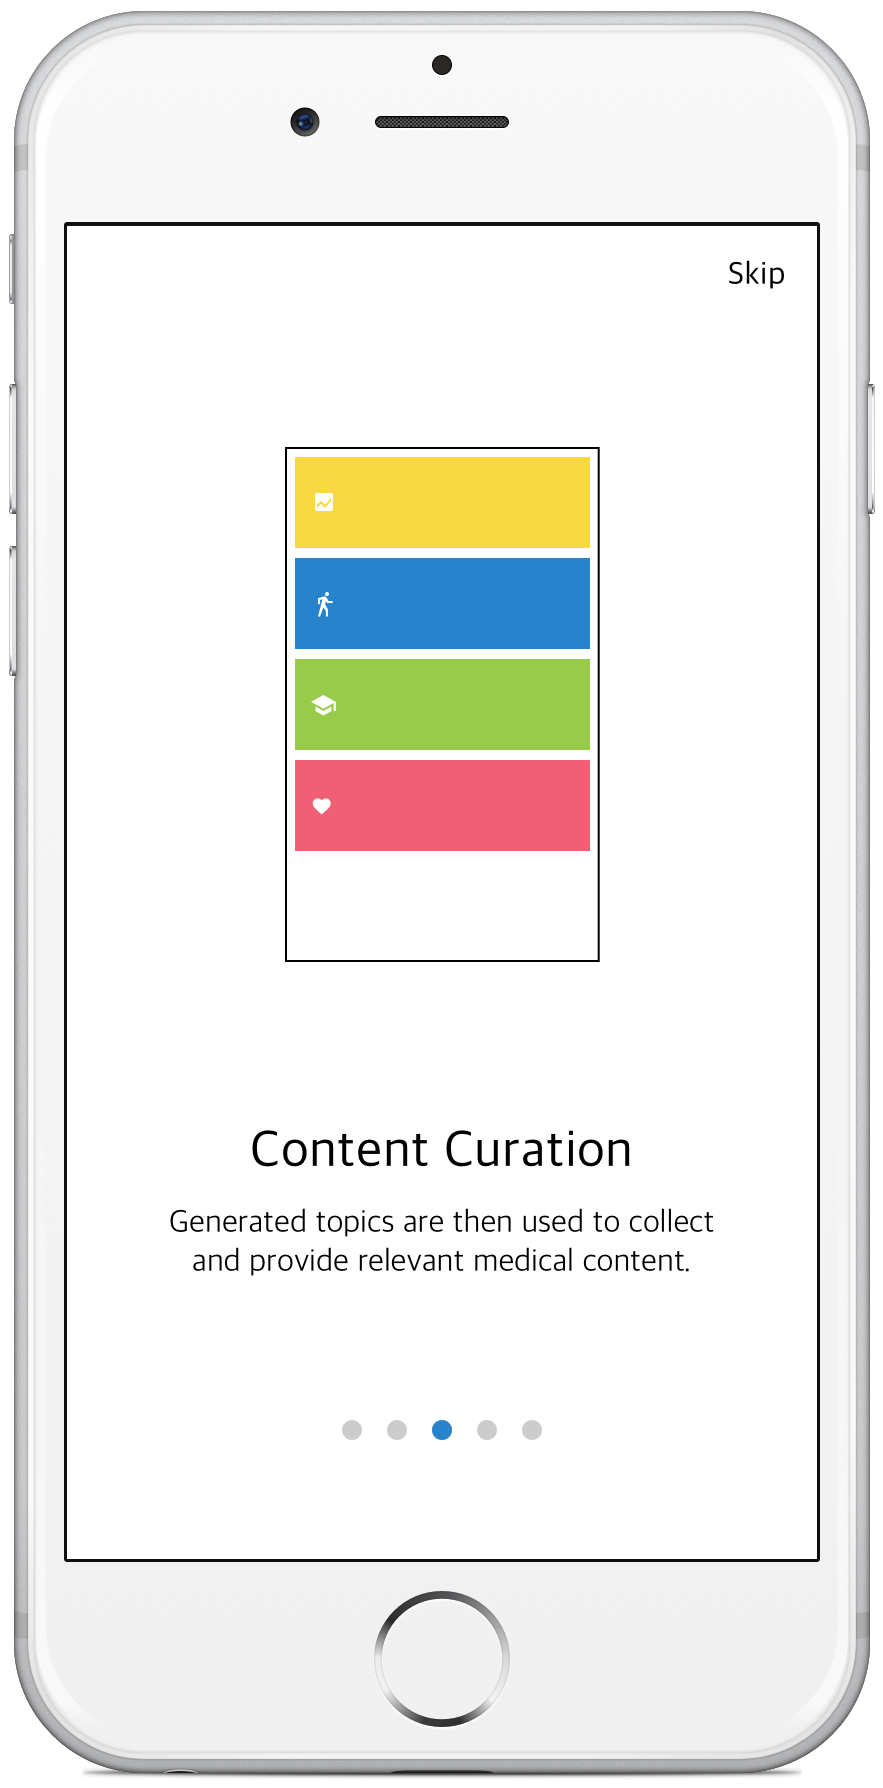 Skip
Content Curation
Generated topics are then used to collect
and provide relevant medical content.